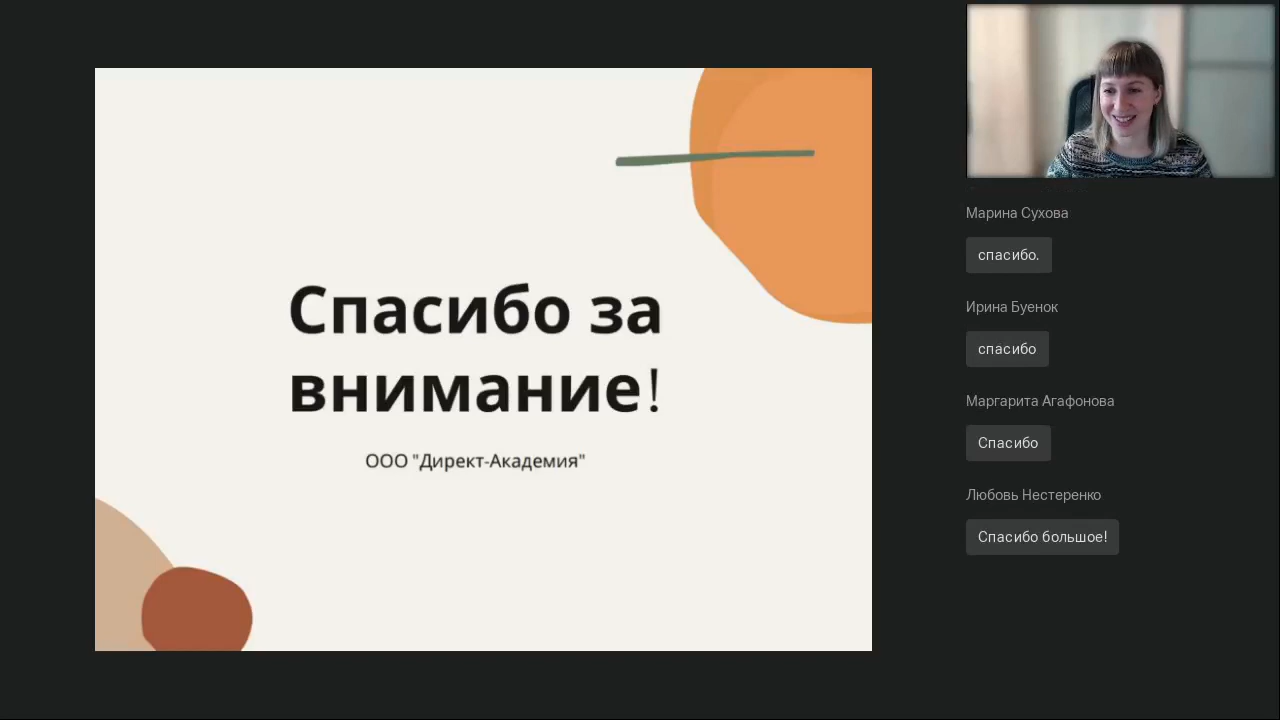 Спасибо за
внимание!
ООО "Директ-Академия"
Марина Сухова
спасибо.
Ирина Буенок
спасибо
Маргарита Агафонова
Спасибо
Любовь Нестеренко
Спасибо большое!